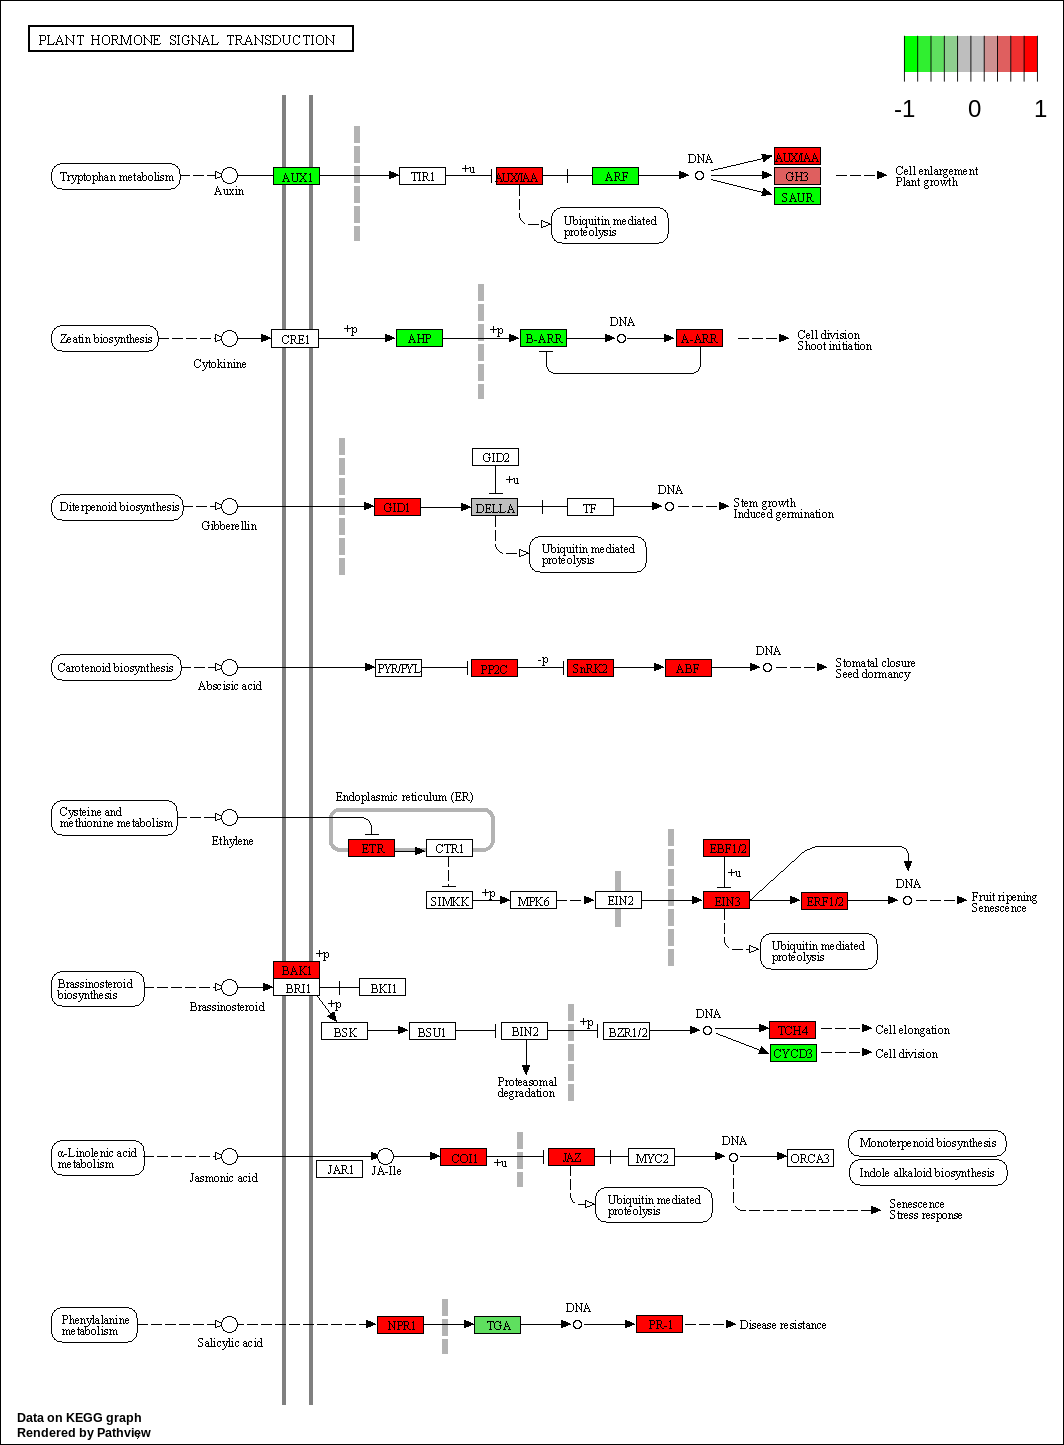 PLANT HORMONE SIGNAL TRANSDUCTION
-1 0 1
Tryptophan metabolism
Auxin
AUX1
TIR1
+u
AUX/IAA
ARF
DNA
AUX/IAA
GH3
SAUR
Cell enlargement
Plant growth
Ubiquitin mediated
proteolysis
Zeatin biosynthesis
Cytokinine
CRE1
+p
AHP
+p
B-ARR
DNA
A-ARR
Cell division
Shoot initiation
GID2
+u
Diterpenoid biosynthesis
Gibberellin
GID1
DELLA
TF
DNA
Stem growth
Induced germination
Ubiquitin mediated
proteolysis
Carotenoid biosynthesis
Abscisic acid
PYR/PYL
PP2C
-p
SnRK2
ABF
DNA
Stomatal closure
Seed dormancy
Cysteine and
methionine metabolism
Ethylene
Endoplasmic reticulum (ER)
ETR
CTR1
SIMKK
+p
MPK6
EIN2
EBF1/2
+u
EIN3
ERF1/2
DNA
Fruit ripening
Senescence
Ubiquitin mediated
proteolysis
Brassinosteroid
biosynthesis
Brassinosteroid
BAK1
+p
BRI1
BKI1
+p
BSK
BSU1
BIN2
+p
BZR1/2
DNA
TCH4
Cell elongation
CYCD3
Cell division
Proteasomal
degradation
α-Linolenic acid
metabolism
Jasmonic acid
JAR1
JA-Ile
COI1
+u
JAZ
MYC2
DNA
ORCA3
Monoterpenoid biosynthesis
Indole alkaloid biosynthesis
Ubiquitin mediated
proteolysis
Senescence
Stress response
Phenylalanine
metabolism
Salicylic acid
NPR1
TGA
DNA
PR-1
Disease resistance
Data on KEGG graph
Rendered by Pathview